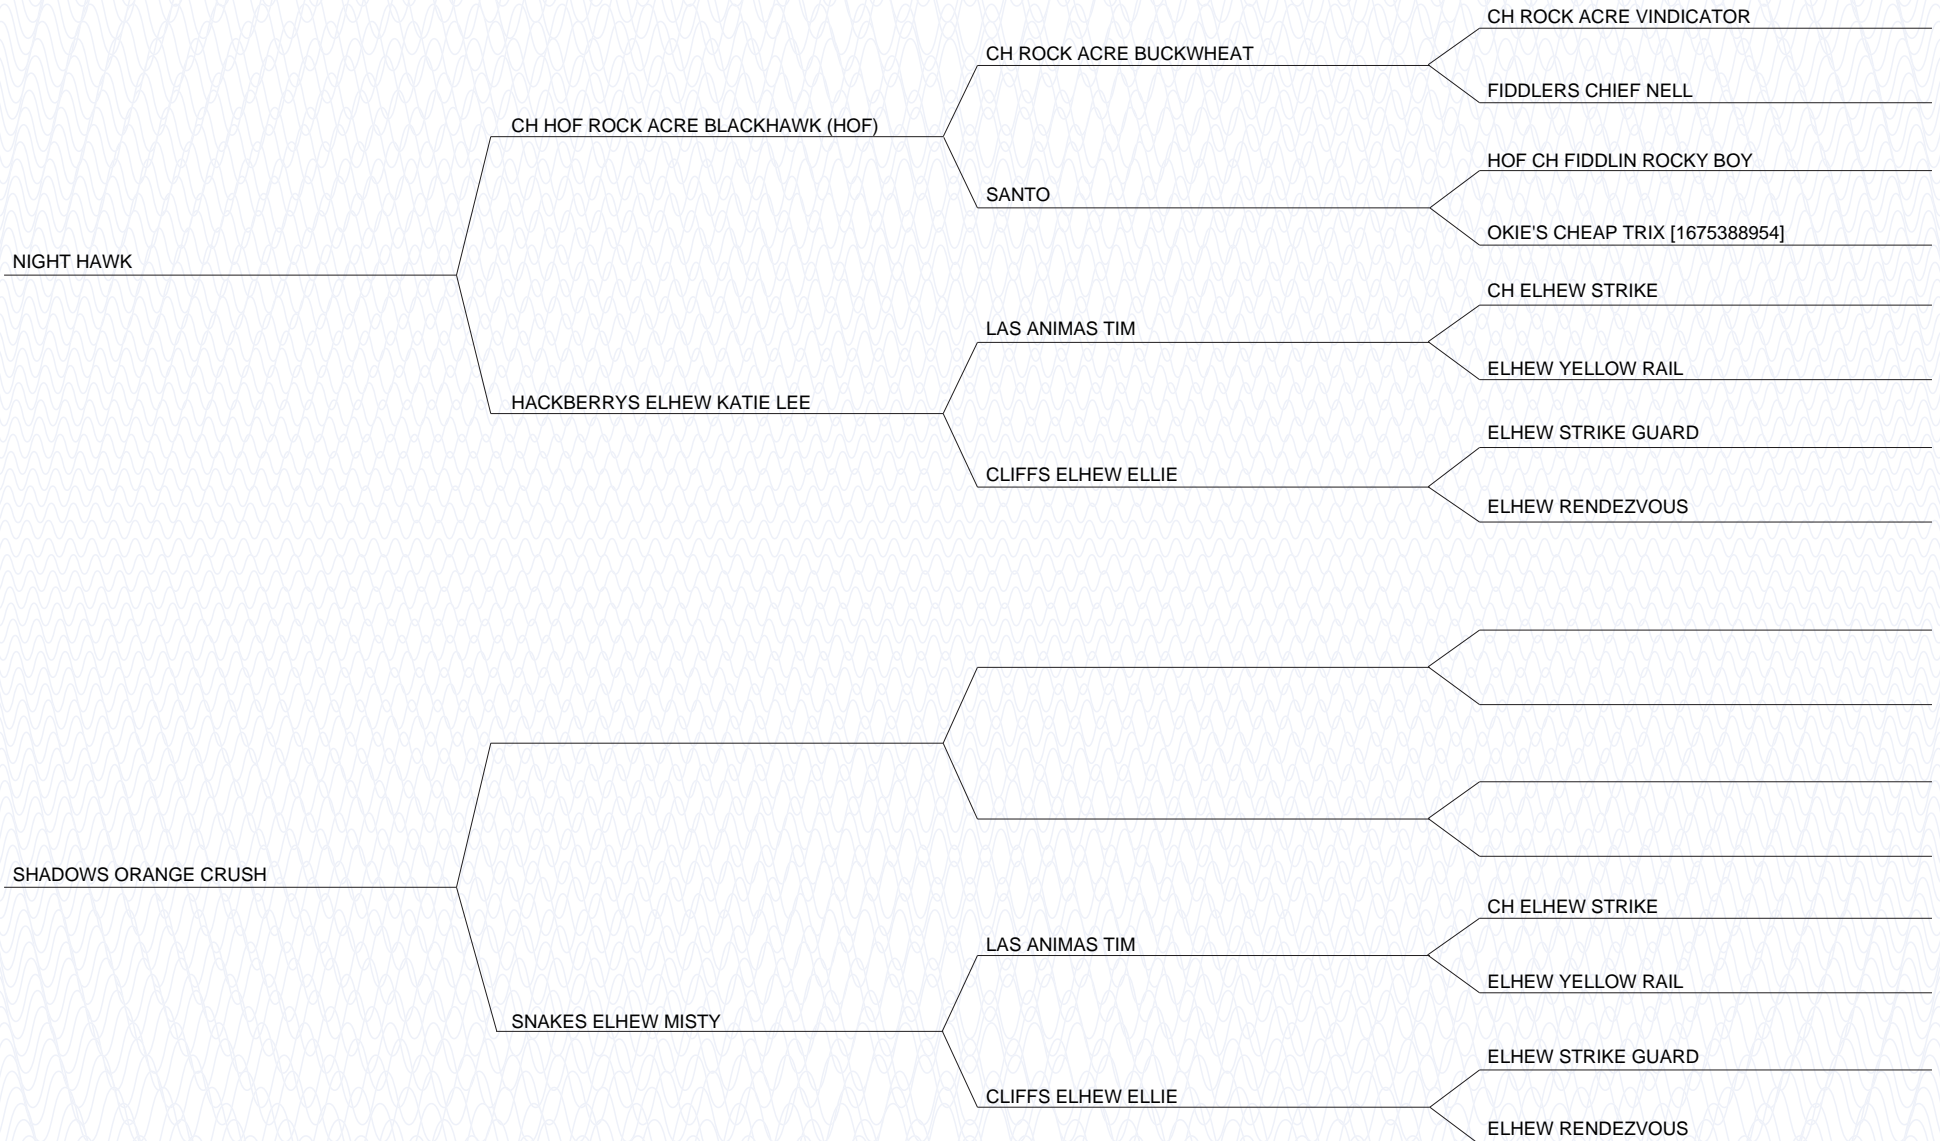 CH ROCK ACRE VINDICATOR
CH ROCK ACRE BUCKWHEAT
FIDDLERS CHIEF NELL
CH HOF ROCK ACRE BLACKHAWK (HOF)
HOF CH FIDDLIN ROCKY BOY
SANTO
OKIE'S CHEAP TRIX [1675388954]
NIGHT HAWK
CH ELHEW STRIKE
LAS ANIMAS TIM
ELHEW YELLOW RAIL
HACKBERRYS ELHEW KATIE LEE
ELHEW STRIKE GUARD
CLIFFS ELHEW ELLIE
ELHEW RENDEZVOUS
SHADOWS ORANGE CRUSH
CH ELHEW STRIKE
LAS ANIMAS TIM
ELHEW YELLOW RAIL
SNAKES ELHEW MISTY
ELHEW STRIKE GUARD
CLIFFS ELHEW ELLIE
ELHEW RENDEZVOUS